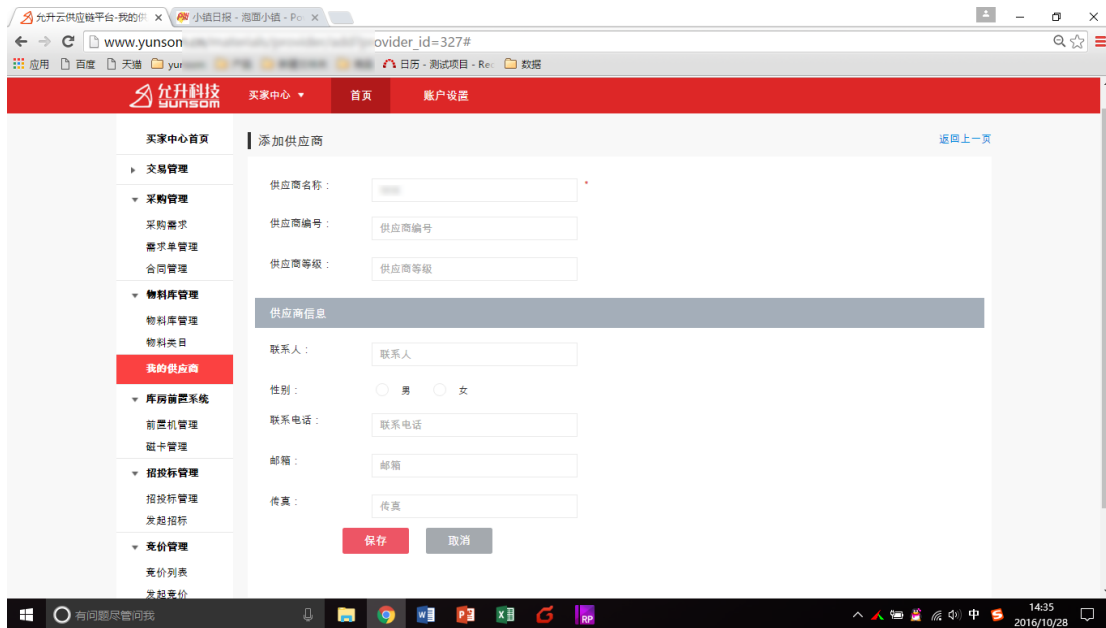 允升云供应链平台-我的供
小镇日报 - 泡面小镇 - Po
www.yunsom
ovider_id=327#
应用 百度 天猫 日历 - 测试项目 - Re 数据
允升科技
yunsom
买家中心 首页 账户设置
买家中心首页
添加供应商
返回上一页
交易管理
采购管理
采购需求
需求单管理
合同管理
物料库管理
物料库管理
物料类目
我的供应商
库房前置系统
前置机管理
磁卡管理
招投标管理
招投标管理
发起招标
竞价管理
竞价列表
发起竞价
供应商名称： *
供应商编号： 供应商编号
供应商等级： 供应商等级
供应商信息
联系人： 联系人
性别： 男 女
联系电话： 联系电话
邮箱： 邮箱
传真： 传真
保存 取消
有问题尽管问我
RP
中
14:35
2016/10/28